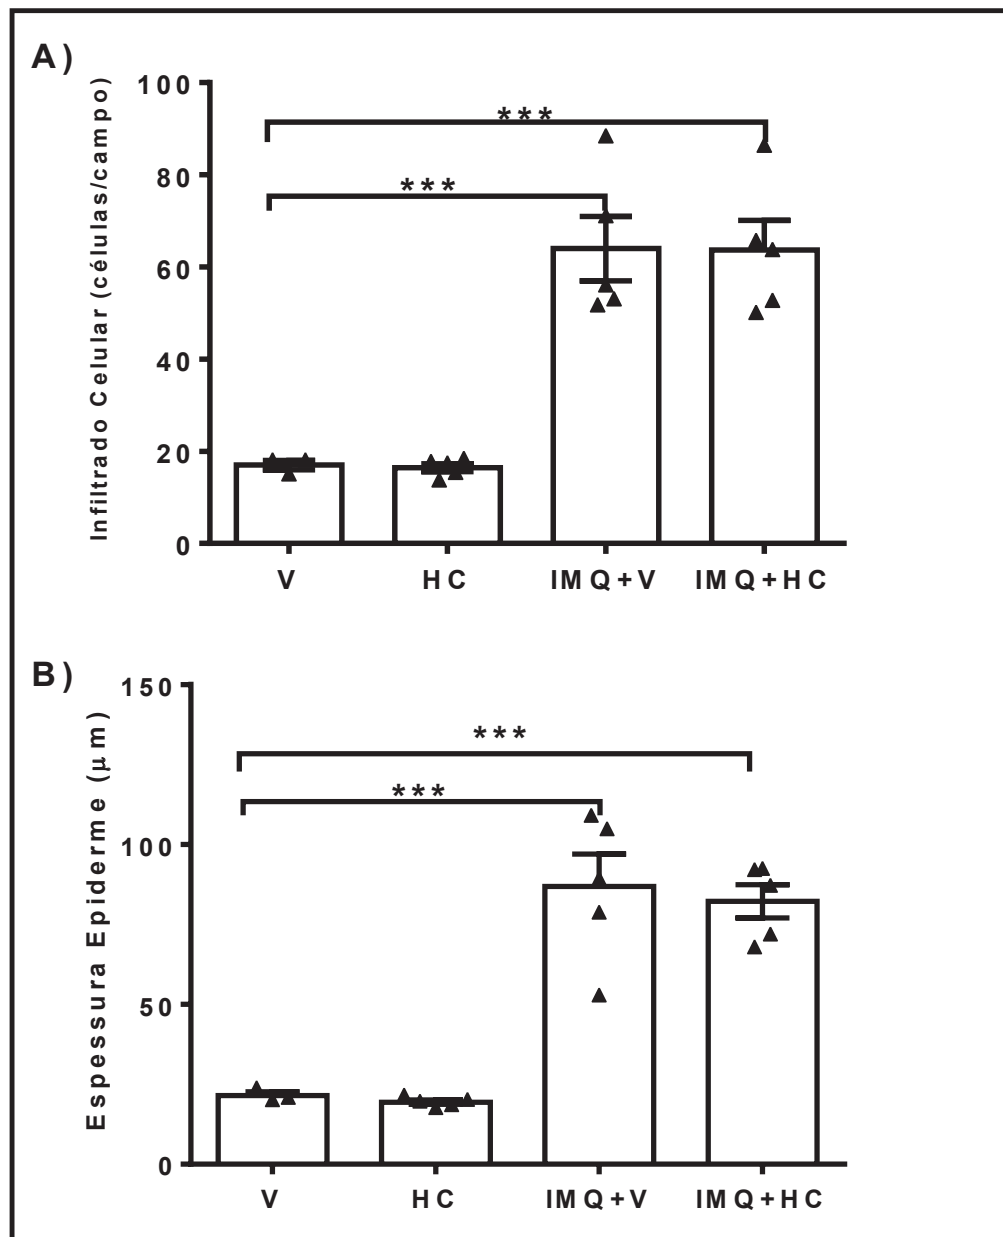 A)
Infiltrado Celular (células/campo)
100
80
60
40
20
0
***
***
V HC IMQ+V IMQ+HC
B)
Espessura Epiderme (μm)
150
100
50
0
***
***
V HC IMQ+V IMQ+HC